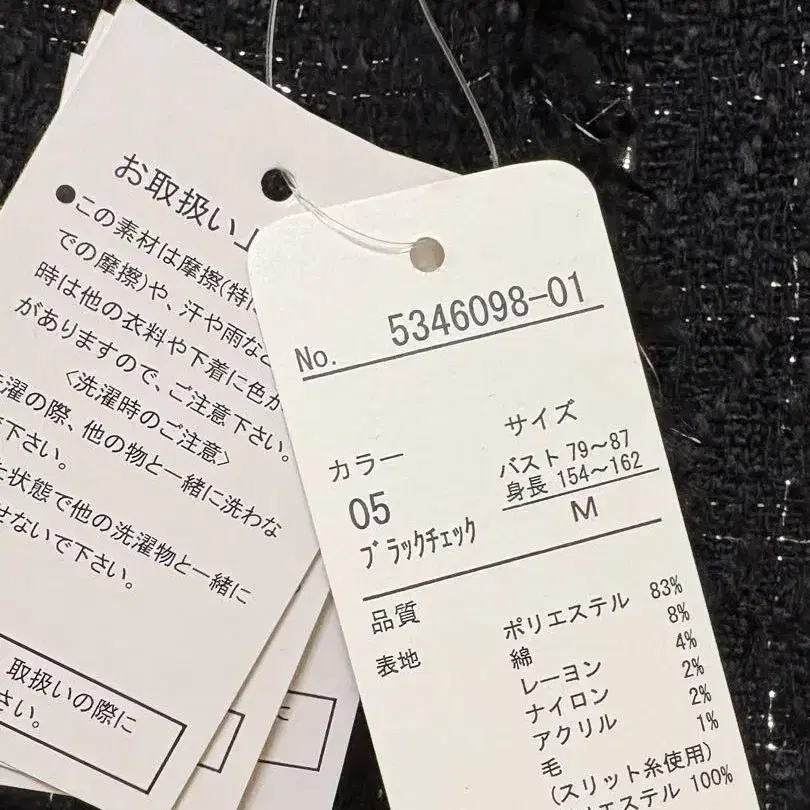 お取扱い
●この素材は摩擦(特に
での摩擦)や、汗や雨など
時は他の衣料や下着に色が
がありますので、ご注意下さい。
〈洗濯時のご注意〉
濯の際、他の物と一緒に洗わな
で下さい。
状態で他の洗濯物と一緒に
せないで下さい。
取扱いの際に
さい。
No. 5346098-01
カラー
05
ブラックチェック
サイズ
バスト 79〜87
身長 154〜162
M
品質
表地
ポリエステル 83%
綿 8%
レーヨン 4%
ナイロン 2%
アクリル 2%
毛 1%
(スリット糸使用)
リエステル 100%